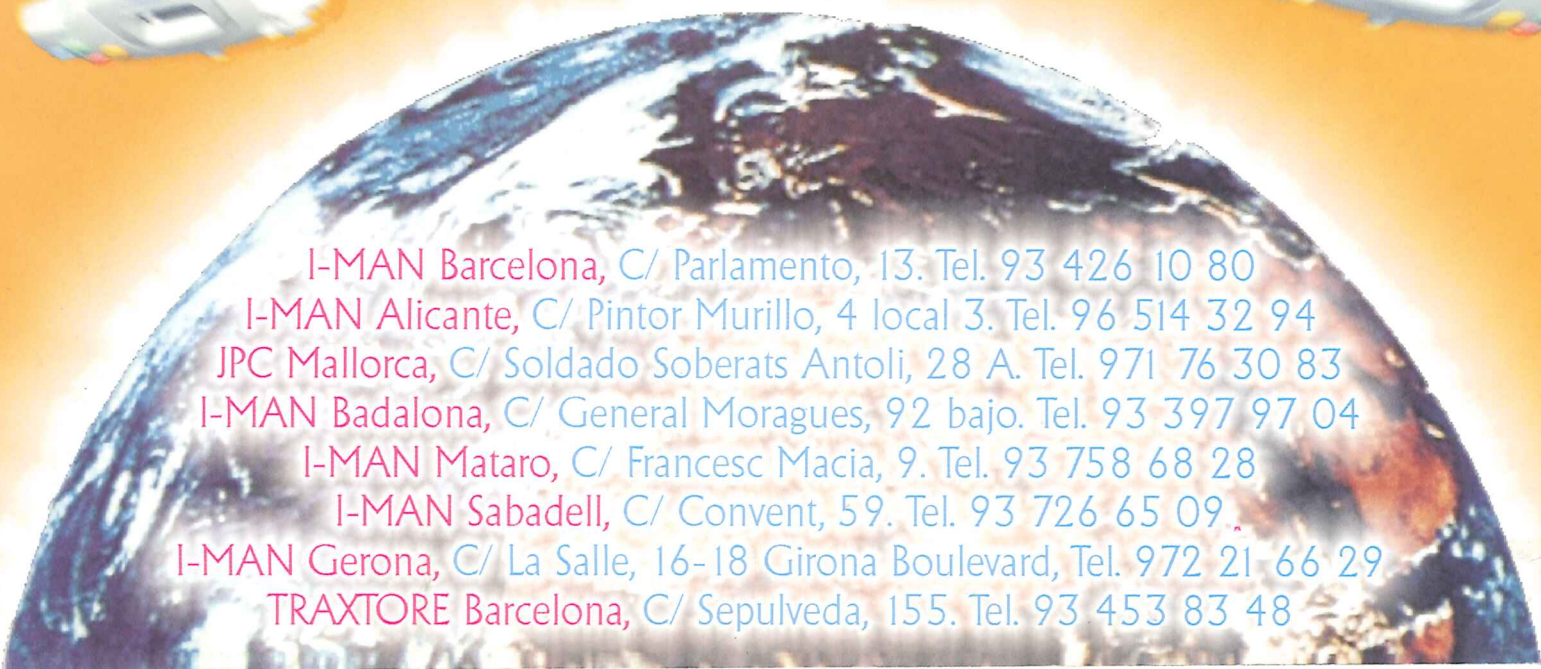 I-MAN Barcelona, C/ Parlamento, 13. Tel. 93 426 10 80
I-MAN Alicante, C/ Pintor Murillo, 4 local 3. Tel. 96 514 32 94
JPC Mallorca, C/ Soldado Soberats Antoli, 28 A. Tel. 971 76 30 83
I-MAN Badalona, C/ General Moragues, 92 bajo. Tel. 93 397 97 04
I-MAN Mataro, C/ Francesc Macia, 9. Tel. 93 758 68 28
I-MAN Sabadell, C/ Convent, 59. Tel. 93 726 65 09
I-MAN Gerona, C/ La Salle, 16-18 Girona Boulevard, Tel. 972 21 66 29
TRAXTORE Barcelona, C/ Sepulveda, 155. Tel. 93 453 83 48